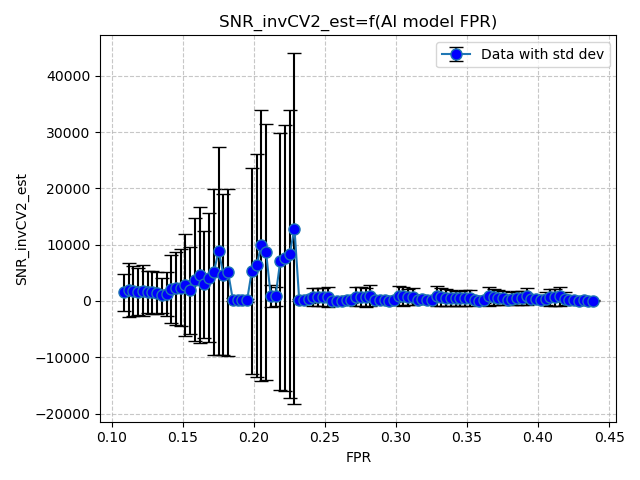 SNR_invCV2_est=f(AI model FPR)
Data with std dev
SNR_invCV2_est
40000
30000
20000
10000
0
−10000
−20000
0.10 0.15 0.20 0.25 0.30 0.35 0.40 0.45
FPR